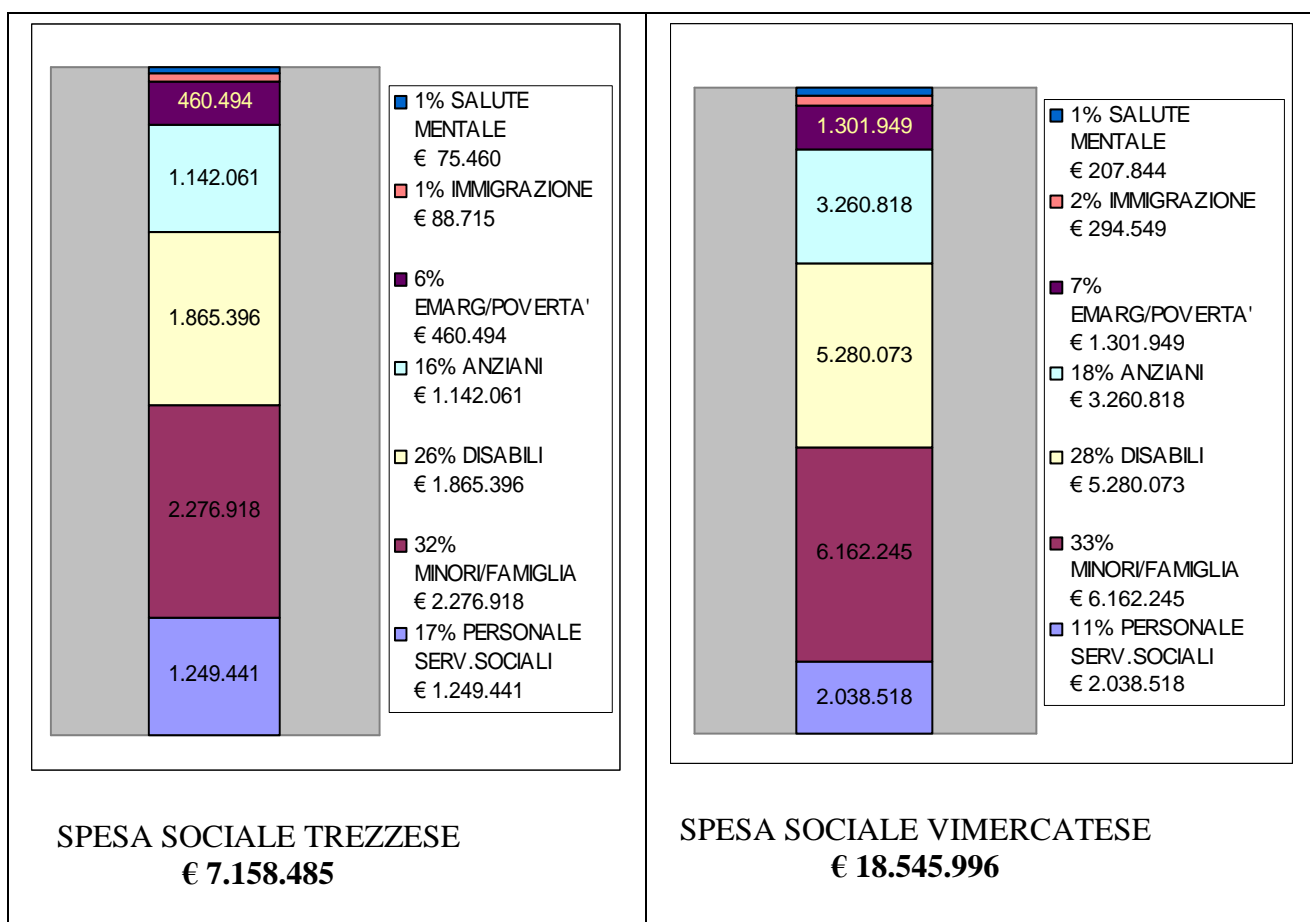 460.494
1.142.061
1.865.396
2.276.918
1.249.441
1% SALUTE
MENTALE
€ 75.460
1% IMMIGRAZIONE
€ 88.715
6%
EMARG/POVERTA'
€ 460.494
16% ANZIANI
€ 1.142.061
26% DISABILI
€ 1.865.396
32%
MINORI/FAMIGLIA
€ 2.276.918
17% PERSONALE
SERV.SOCIALI
€ 1.249.441
SPESA SOCIALE TREZZESE
€ 7.158.485
1.301.949
3.260.818
5.280.073
6.162.245
2.038.518
1% SALUTE
MENTALE
€ 207.844
2% IMMIGRAZIONE
€ 294.549
7%
EMARG/POVERTA'
€ 1.301.949
18% ANZIANI
€ 3.260.818
28% DISABILI
€ 5.280.073
33%
MINORI/FAMIGLIA
€ 6.162.245
11% PERSONALE
SERV.SOCIALI
€ 2.038.518
SPESA SOCIALE VIMERCATESE
€ 18.545.996